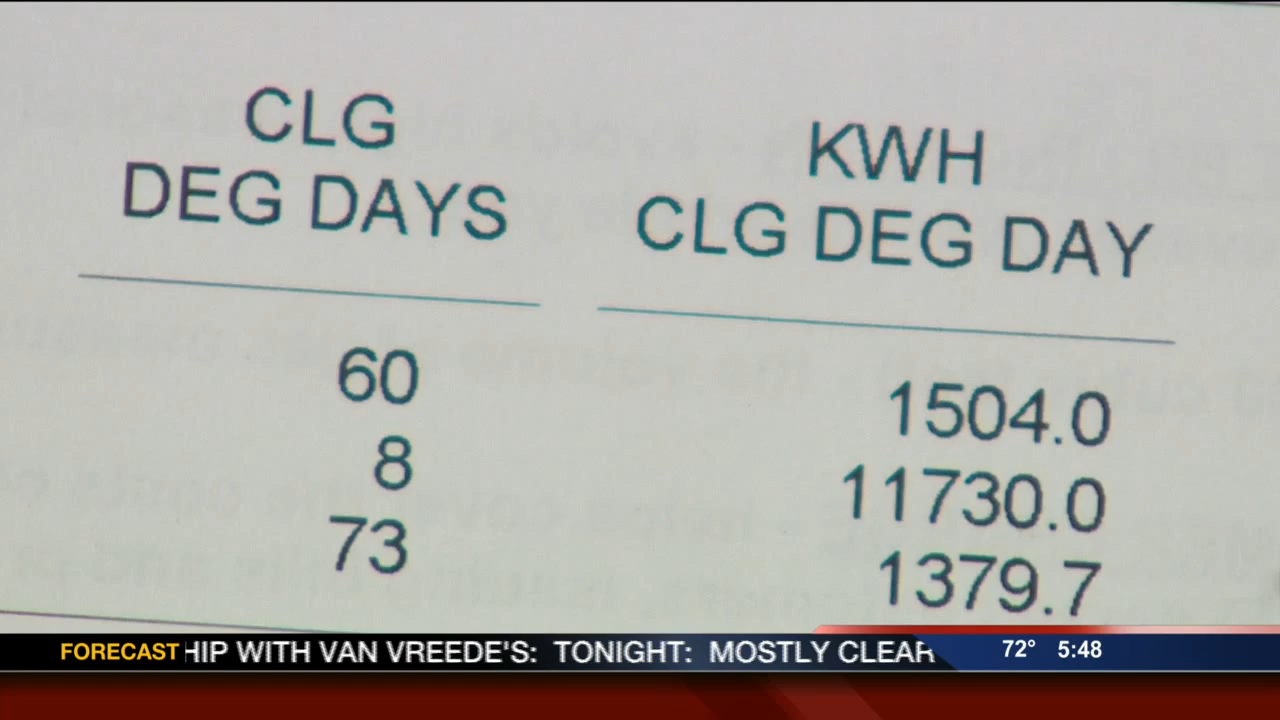 CLG
DEG DAYS
KWH
CLG DEG DAY
60
1504.0
8
11730.0
73
1379.7
FORECAST HIP WITH VAN VREEDE'S: TONIGHT: MOSTLY CLEAR 72° 5:48